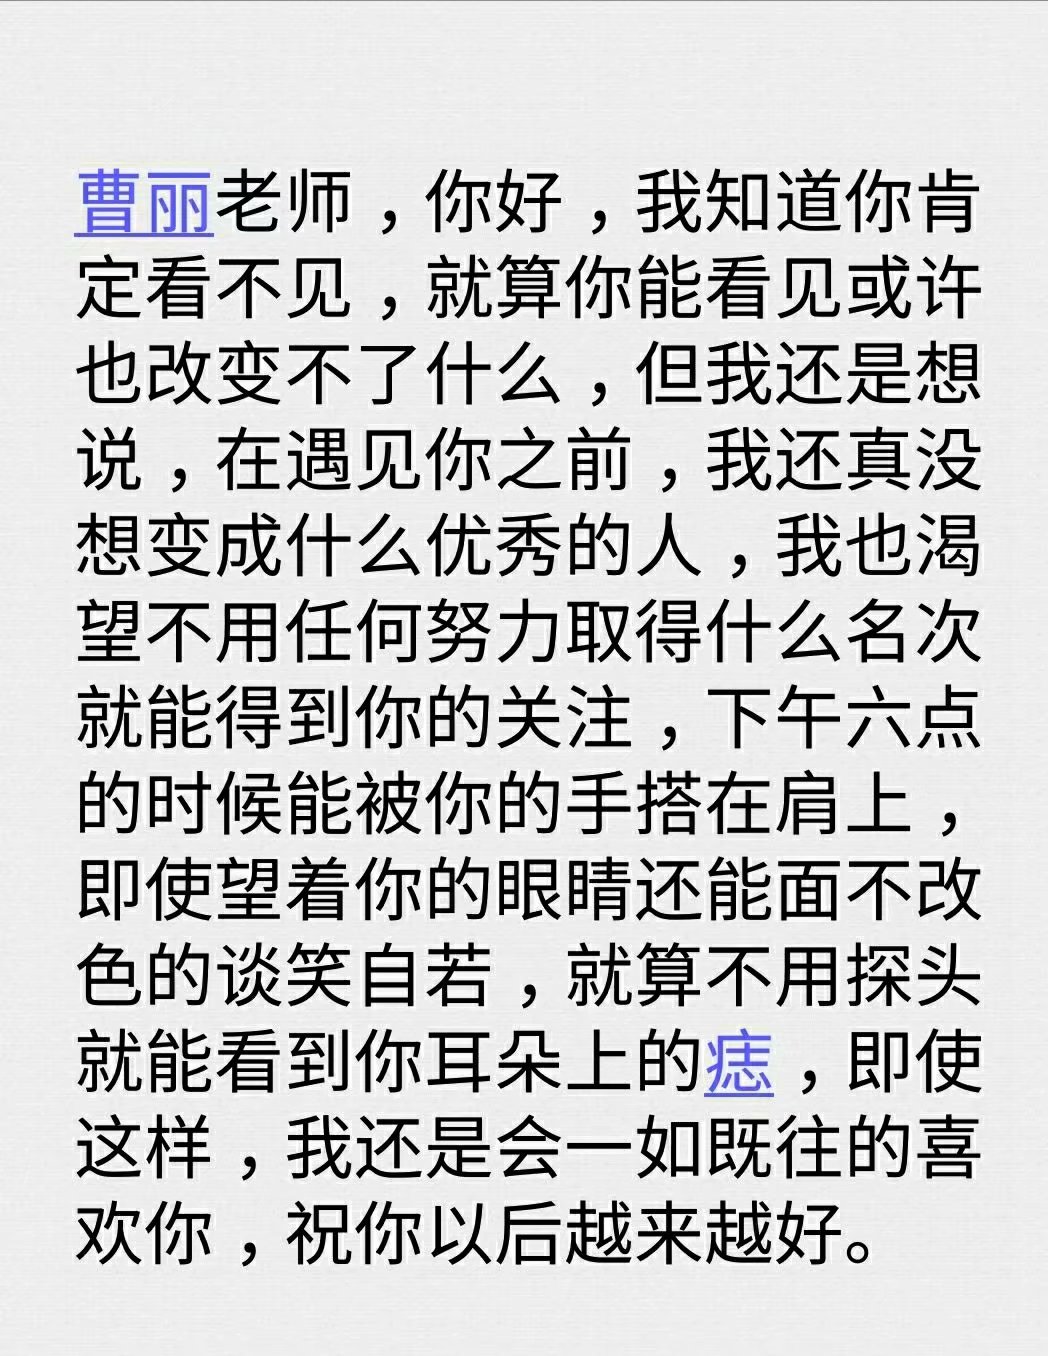 曹丽老师，你好，我知道你肯
定看不见，就算你能看见或许
也改变不了什么，但我还是想
说，在遇见你之前，我还真没
想变成什么优秀的人，我也渴
望不用任何努力取得什么名次
就能得到你的关注，下午六点
的时候能被你的手搭在肩上，
即使望着你的眼睛还能面不改
色的谈笑自若，就算不用探头
就能看到你耳朵上的痣，即使
这样，我还是会一如既往的喜
欢你，祝你以后越来越好。